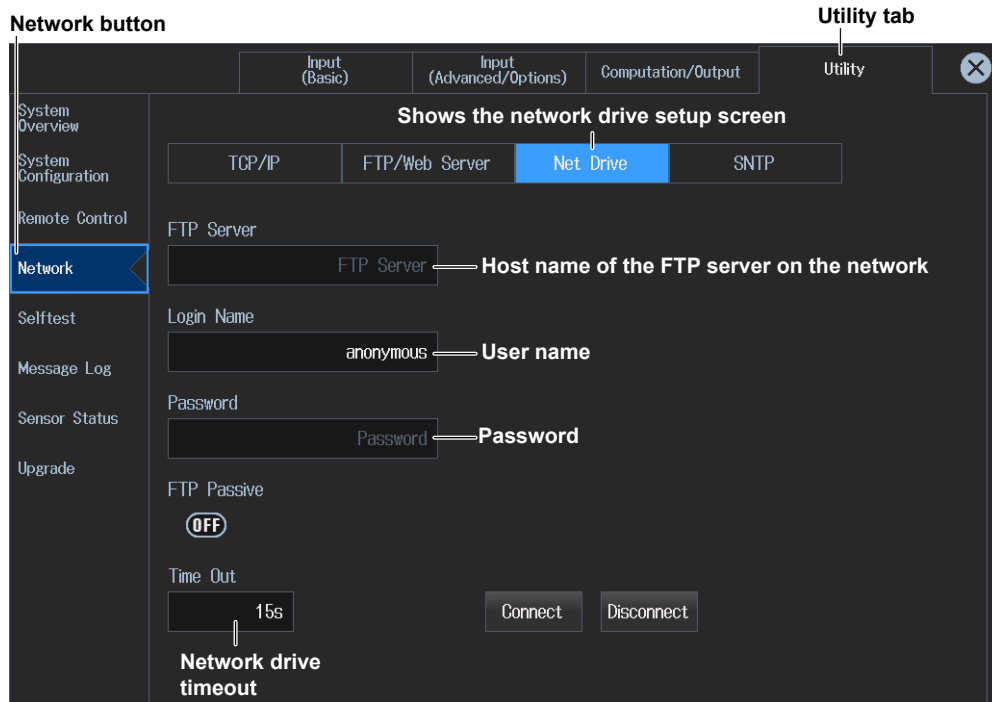 Network button
Utility tab
Input
(Basic)
Input
(Advanced/Options)
Computation/Output
Utility
System
Overview
Shows the network drive setup screen
System
Configuration
TCP/IP
FTP/Web Server
Net Drive
SNTP
Remote Control
FTP Server
Network
FTP Server
Host name of the FTP server on the network
Selftest
Login Name
anonymous
User name
Message Log
Password
Sensor Status
Password
Password
Upgrade
FTP Passive
OFF
Time Out
15s
Connect
Disconnect
Network drive
timeout